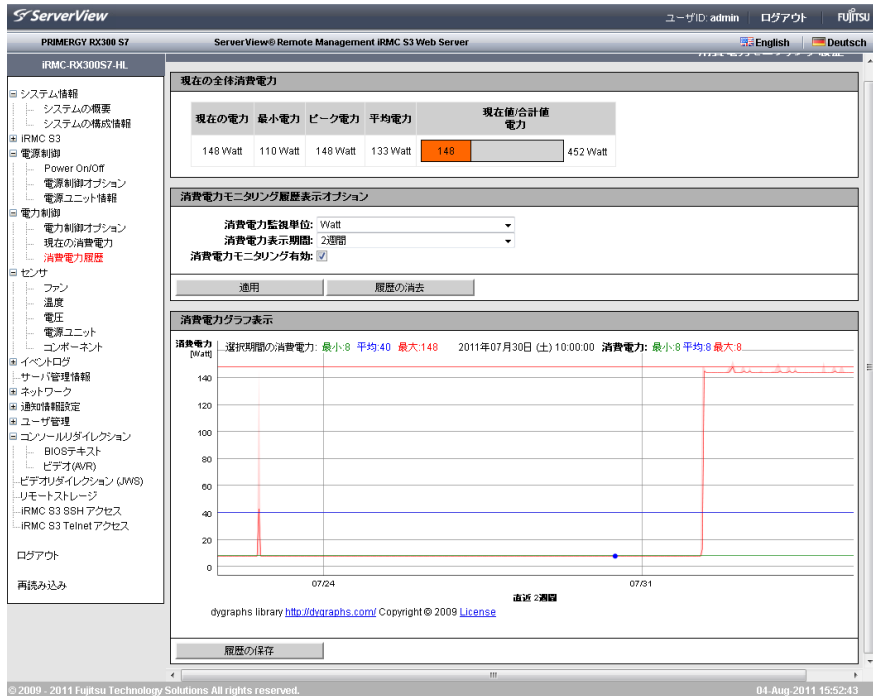 ServerView
ユーザID: admin ログアウト FUJITSU
PRIMERGY RX300 S7 ServerView® Remote Management iRMC S3 Web Server English Deutsch
iRMC-RX300S7-HL
システム情報
システムの概要
システムの構成情報
iRMC S3
電源制御
Power On/Off
電源制御オプション
電源ユニット情報
電力制御
電力制御オプション
現在の消費電力
消費電力履歴
センサ
ファン
温度
電圧
電源ユニット
コンポーネント
イベントログ
サーバ管理情報
ネットワーク
通知情報設定
ユーザ管理
コンソールリダイレクション
BIOSテキスト
ビデオ(AVR)
ビデオリダイレクション (JWS)
リモートストレージ
iRMC S3 SSH アクセス
iRMC S3 Telnet アクセス
ログアウト
再読み込み
現在の全体消費電力
現在の電力 最小電力 ピーク電力 平均電力 現在値/合計値
電力
148 Watt 110 Watt 148 Watt 133 Watt 148 452 Watt
消費電力モニタリング履歴表示オプション
消費電力監視単位: Watt
消費電力表示期間: 2週間
消費電力モニタリング有効:
適用 履歴の消去
消費電力グラフ表示
消費電力
[Watt]
選択期間の消費電力: 最小:8 平均:40 最大:148 2011年07月30日 (土) 10:00:00 消費電力: 最小:8 平均:8 最大:8
140
120
100
80
60
40
20
0
07/24 07/31
直近 2週間
dygraphs library http://dygraphs.com/ Copyright © 2009 License
履歴の保存
© 2009 - 2011 Fujitsu Technology Solutions All rights reserved. 04-Aug-2011 15:52:43